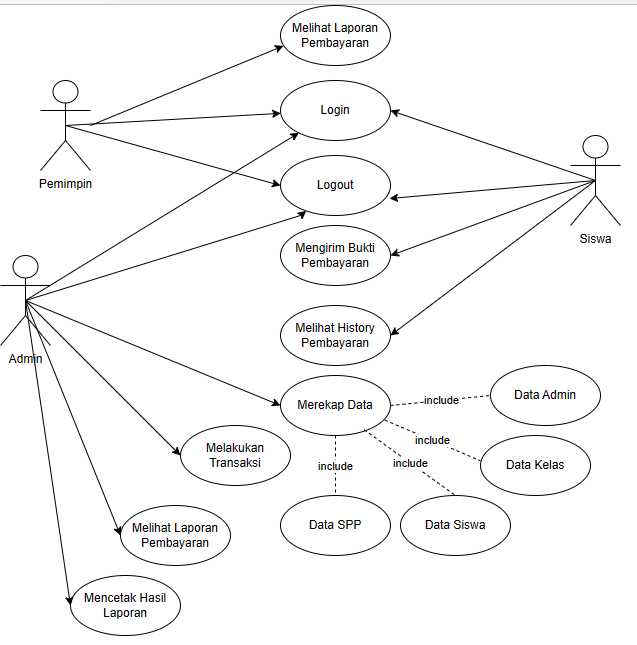 Melihat Laporan
Pembayaran
Login
Pemimpin
Logout
Siswa
Mengirim Bukti
Pembayaran
Melihat History
Pembayaran
Admin
Merekap Data
include
Data Admin
include
Melakukan
Transaksi
include
include
Data Kelas
Melihat Laporan
Pembayaran
Data SPP
Data Siswa
Mencetak Hasil
Laporan